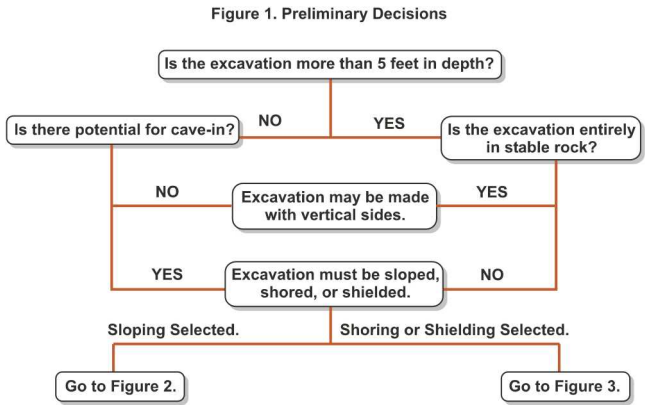 Figure 1. Preliminary Decisions
Is the excavation more than 5 feet in depth?
NO
YES
Is there potential for cave-in?
Is the excavation entirely
in stable rock?
NO
Excavation may be made
with vertical sides.
YES
YES
Excavation must be sloped,
shored, or shielded.
NO
Sloping Selected.
Shoring or Shielding Selected.
Go to Figure 2.
Go to Figure 3.